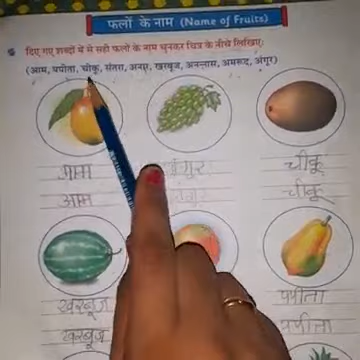 फलों के नाम (Name of Fruits)
दिए गए शब्दों में से सही फलों के नाम चुनकर चित्र के नीचे लिखिए:
(आम, पपीता, चीकू, संतरा, अनार, खरबूज, अनन्नास, अमरूद, अंगूर)
आम अंगूर चीकू
आम अंगूर चीकू
खरबूज पपीता
खरबूज पपीता